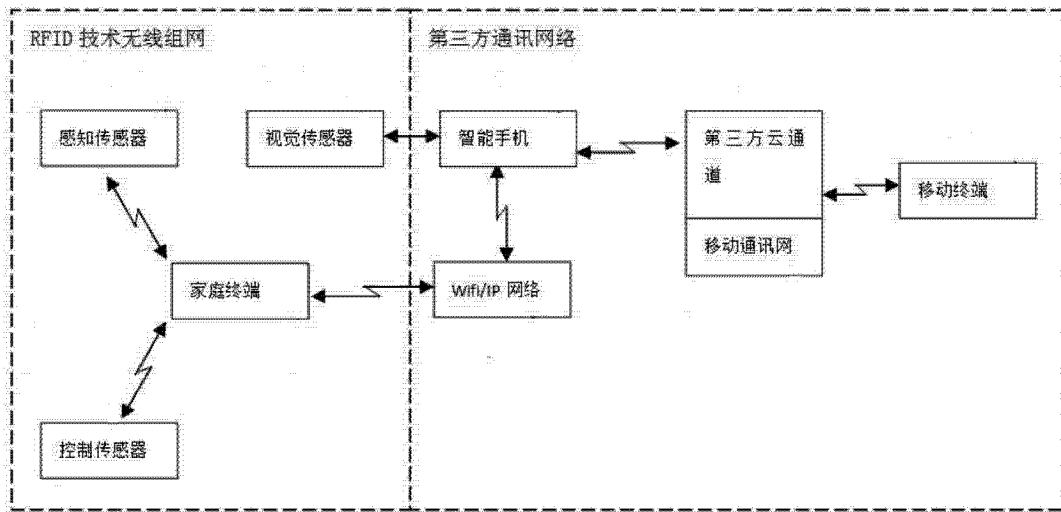 RFID 技术无线组网
第三方通讯网络
感知传感器
视觉传感器
智能手机
第三方云通
道
移动终端
移动通讯网
家庭终端
Wifi/IP 网络
控制传感器